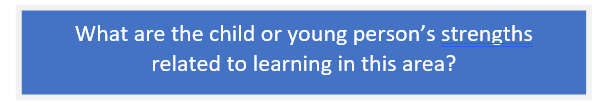 What are the child or young person’s strengths
related to learning in this area?